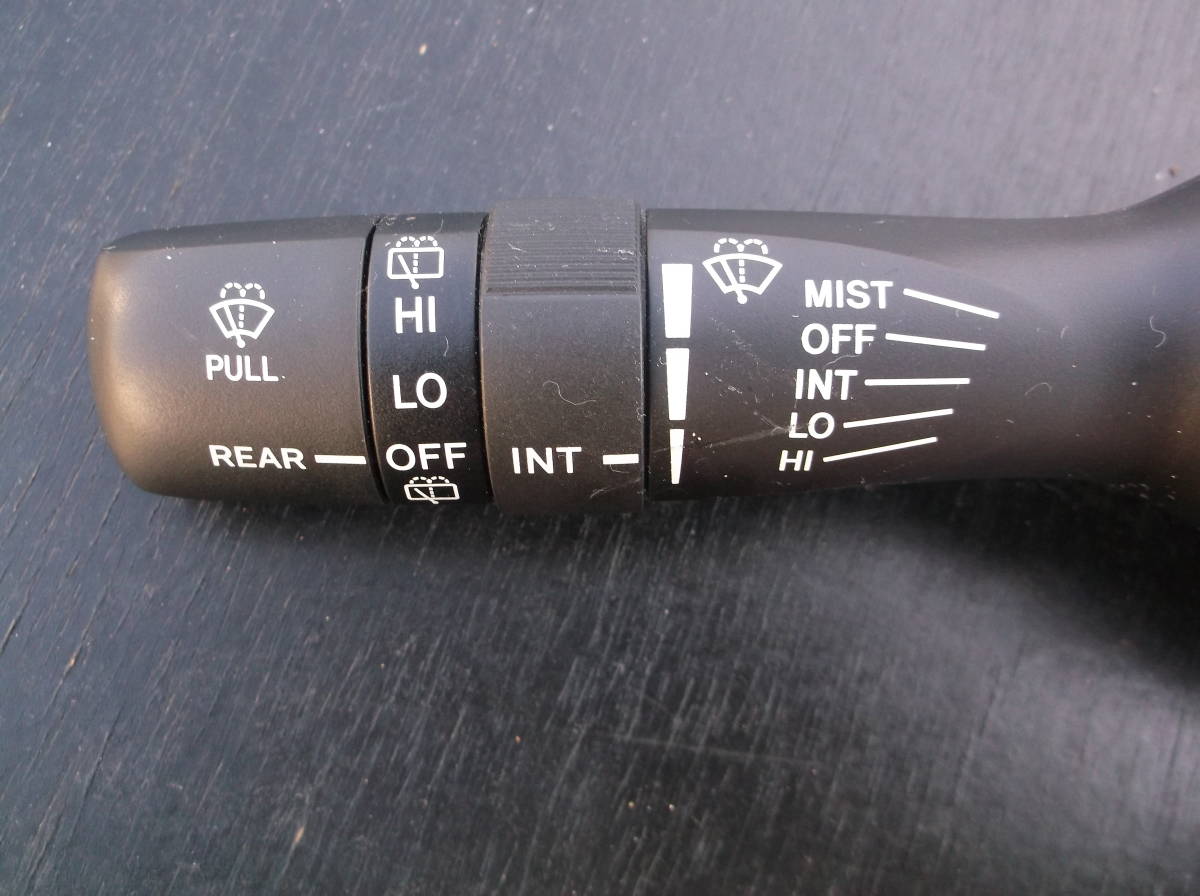 PULL
REAR
HI
LO
OFF
INT
MIST
OFF
INT
LO
HI